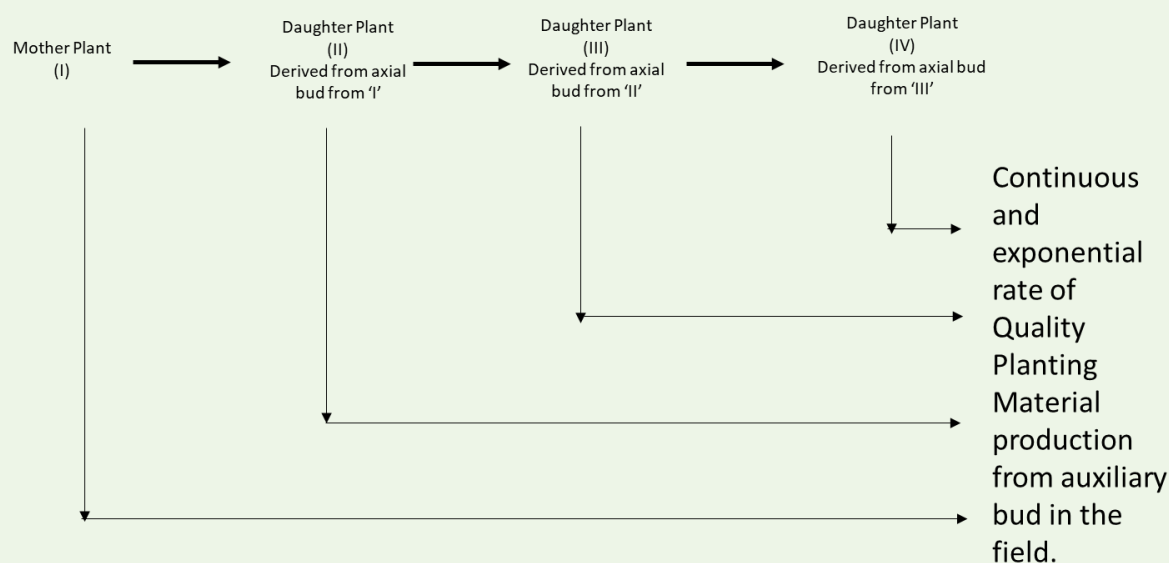 Mother Plant
(I)
Daughter Plant
(II)
Derived from axial
bud from ‘I’
Daughter Plant
(III)
Derived from axial
bud from ‘II’
Daughter Plant
(IV)
Derived from axial bud
from ‘III’
Continuous
and
exponential
rate of
Quality
Planting
Material
production
from auxiliary
bud in the
field.